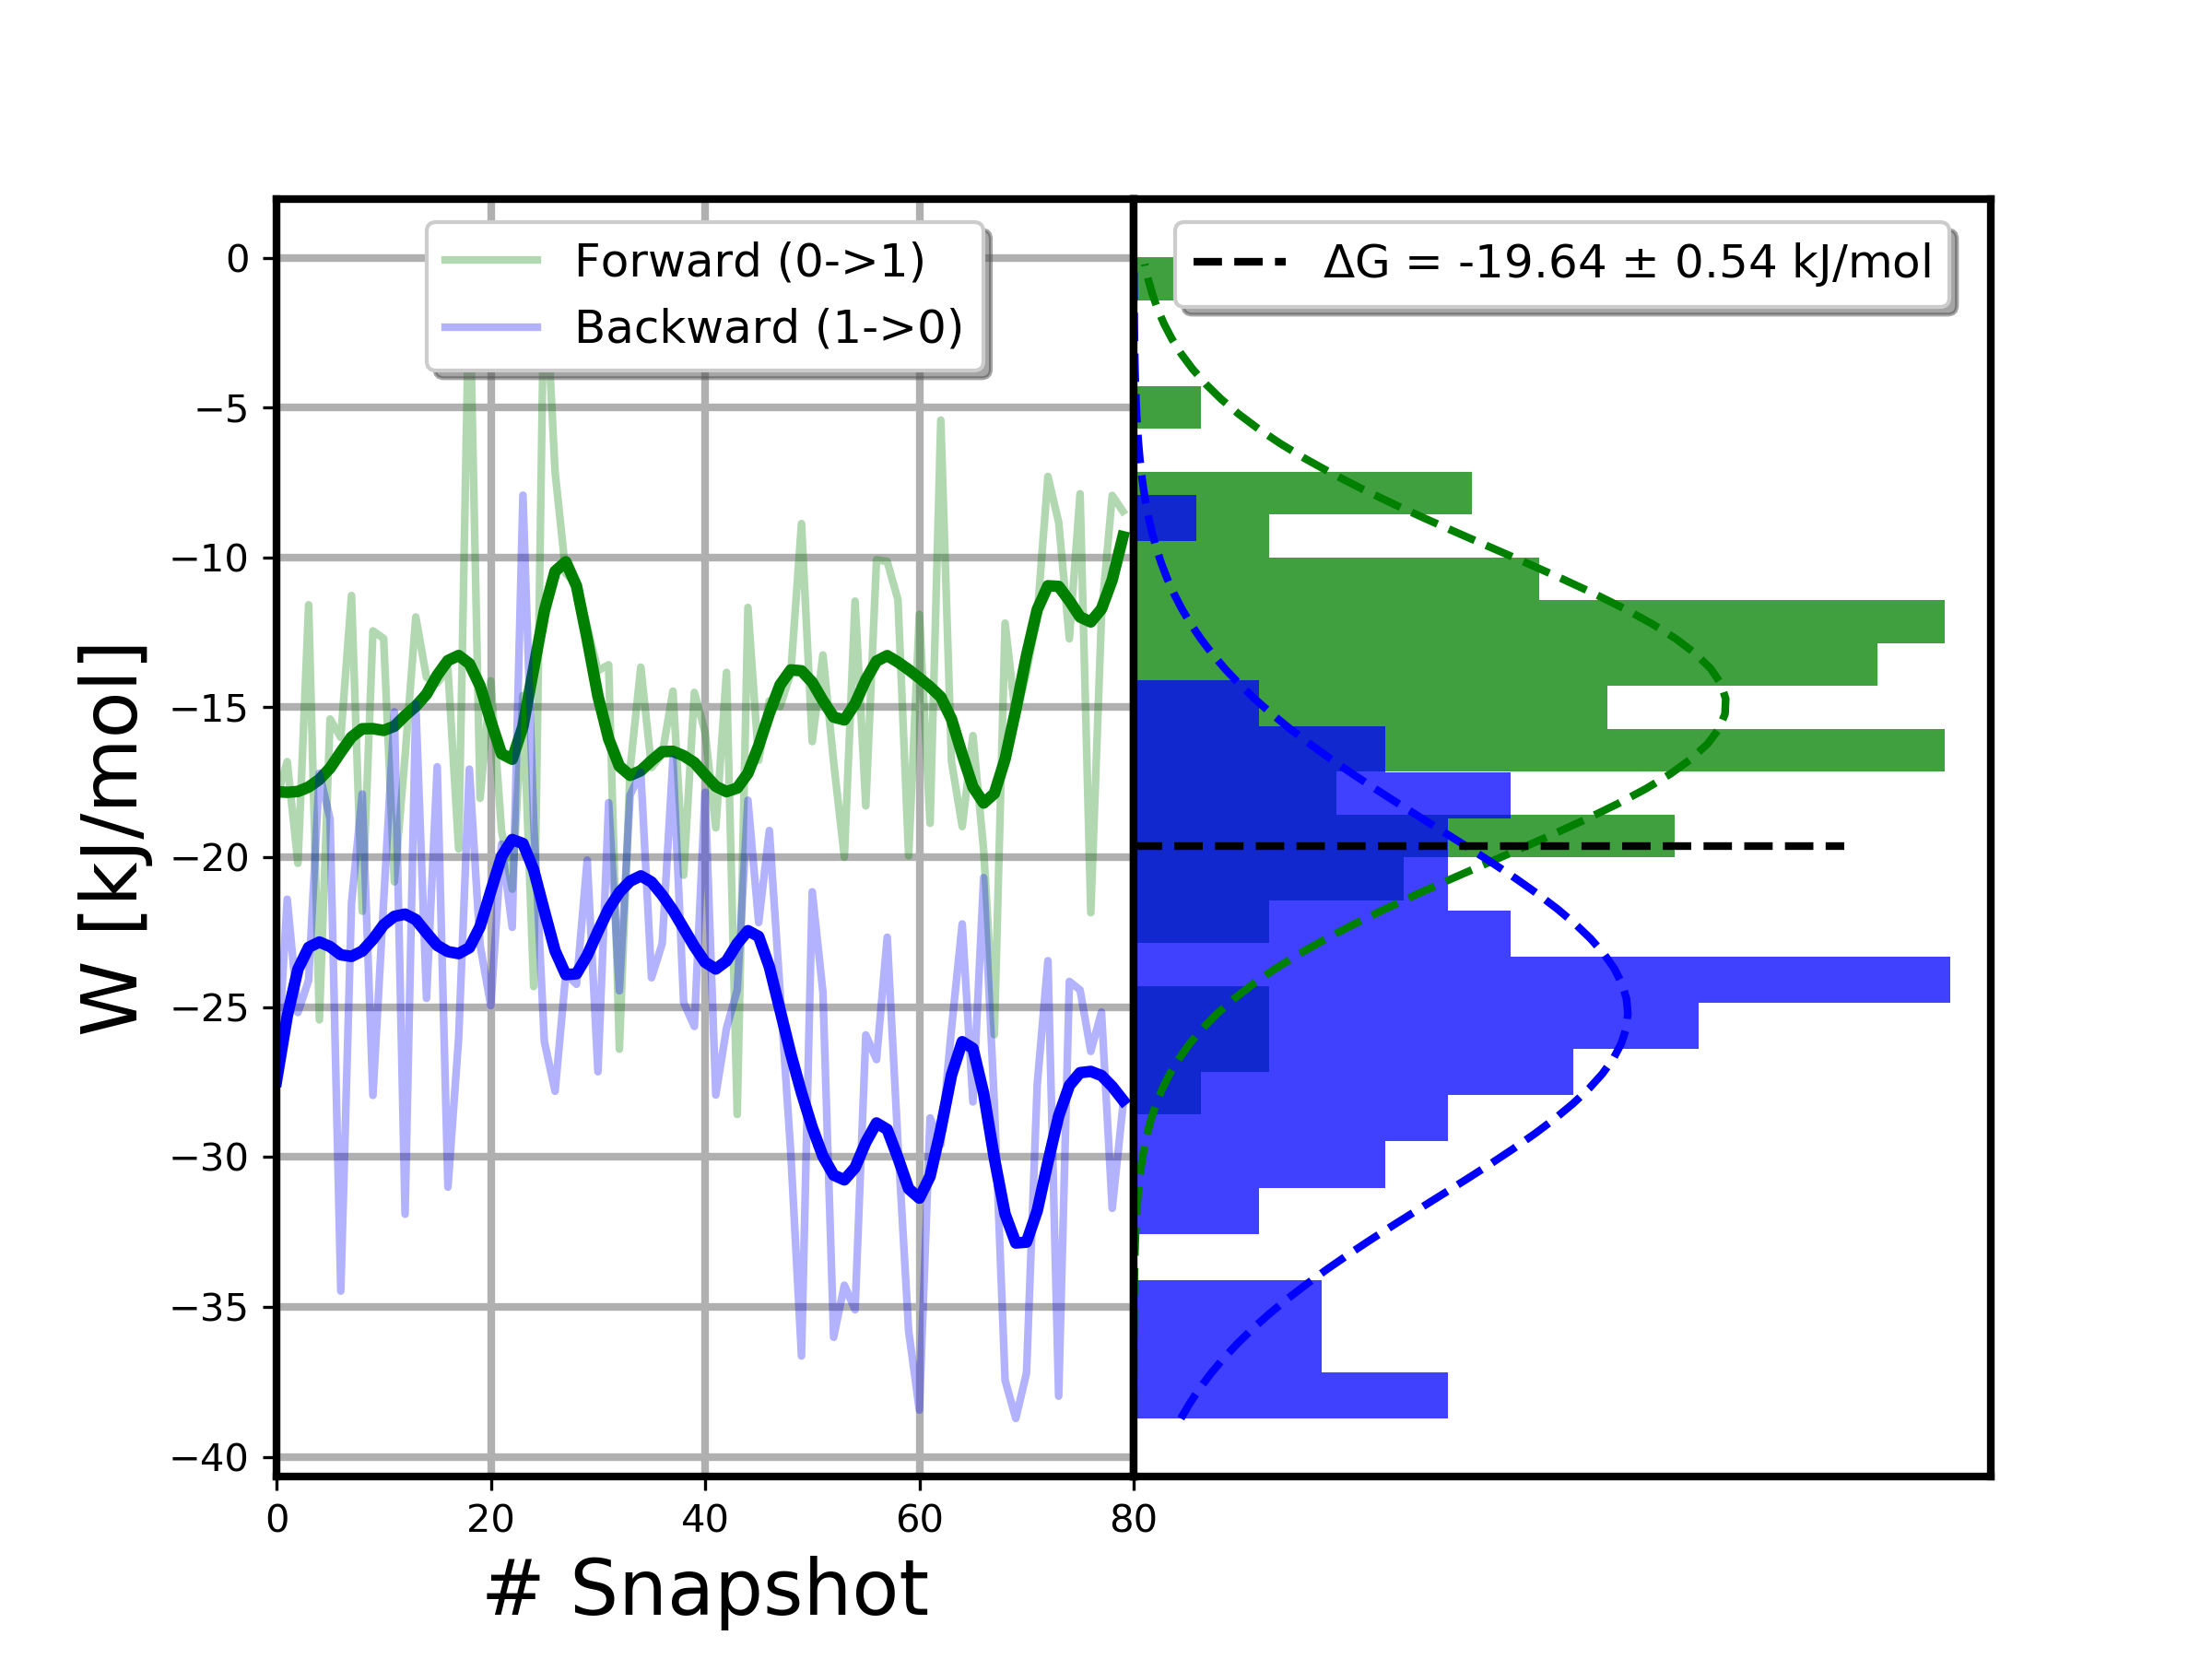 Forward (0->1)
Backward (1->0)
ΔG = -19.64 ± 0.54 kJ/mol
W [kJ/mol]
0
−5
−10
−15
−20
−25
−30
−35
−40
0 20 40 60 80
# Snapshot